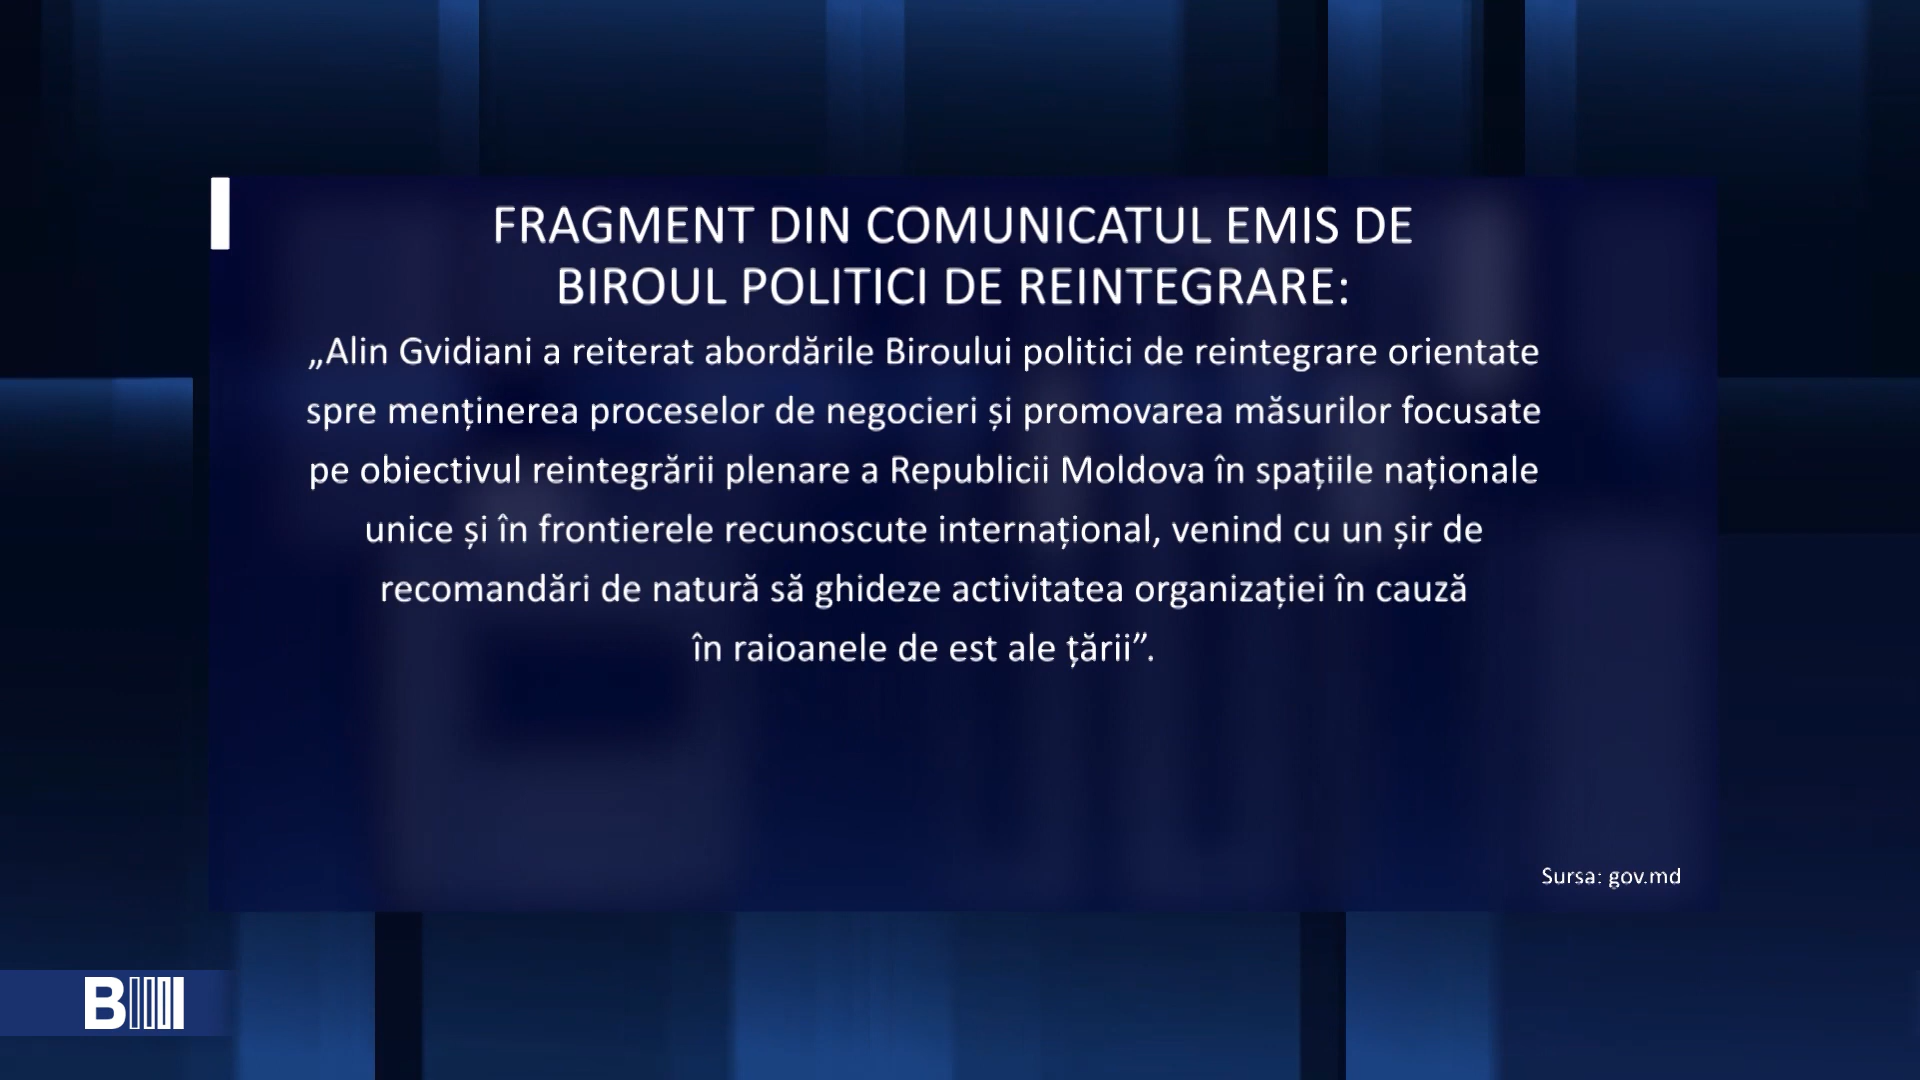 FRAGMENT DIN COMUNICATUL EMIS DE
BIROUL POLITICI DE REINTEGRARE:
„Alin Gvidiani a reiterat abordările Biroului politici de reintegrare orientate
spre menținerea proceselor de negocieri și promovarea măsurilor focusate
pe obiectivul reintegrării plenare a Republicii Moldova în spațiile naționale
unice și în frontierele recunoscute internațional, venind cu un șir de
recomandări de natură să ghideze activitatea organizației în cauză
în raioanele de est ale țării”.
Sursa: gov.md
B